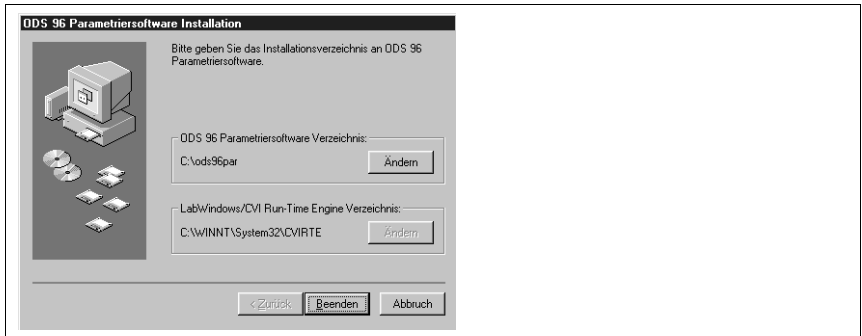 ODS 96 Parametriersoftware Installation
Bitte geben Sie das Installationsverzeichnis an ODS 96
Parametriersoftware.
ODS 96 Parametriersoftware Verzeichnis:
C:\ods96par
Ändern
LabWindows/CVI Run-Time Engine Verzeichnis:
C:\WINNT\System32\CVIRTE
Ändern
< Zurück
Beenden
Abbruch